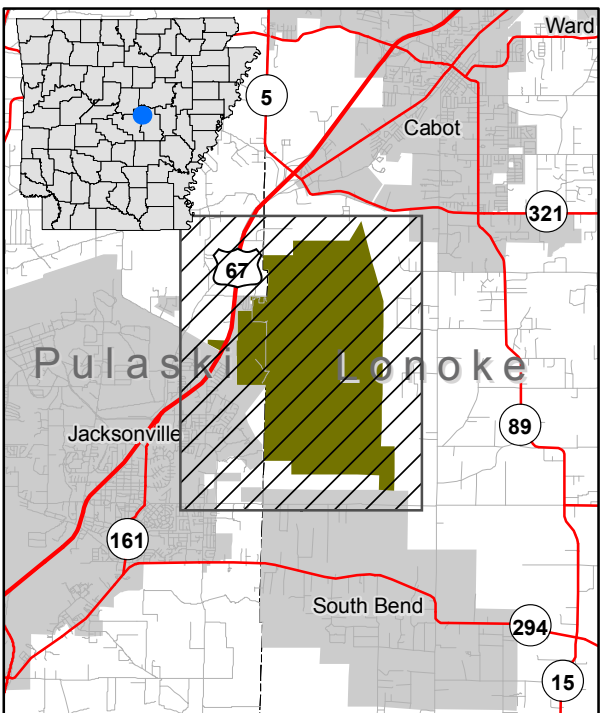 Ward
5
Cabot
321
67
Pulaski
Lonoke
89
Jacksonville
161
South Bend
294
15